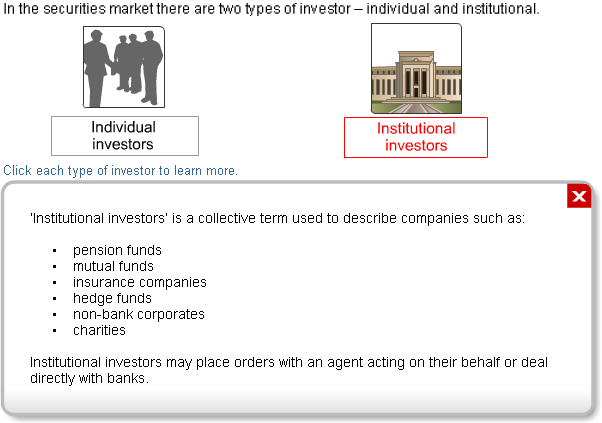 In the securities market there are two types of investor – individual and institutional.
Individual
investors
Institutional
investors
Click each type of investor to learn more.
'Institutional investors' is a collective term used to describe companies such as:
• pension funds
• mutual funds
• insurance companies
• hedge funds
• non-bank corporates
• charities
Institutional investors may place orders with an agent acting on their behalf or deal
directly with banks.